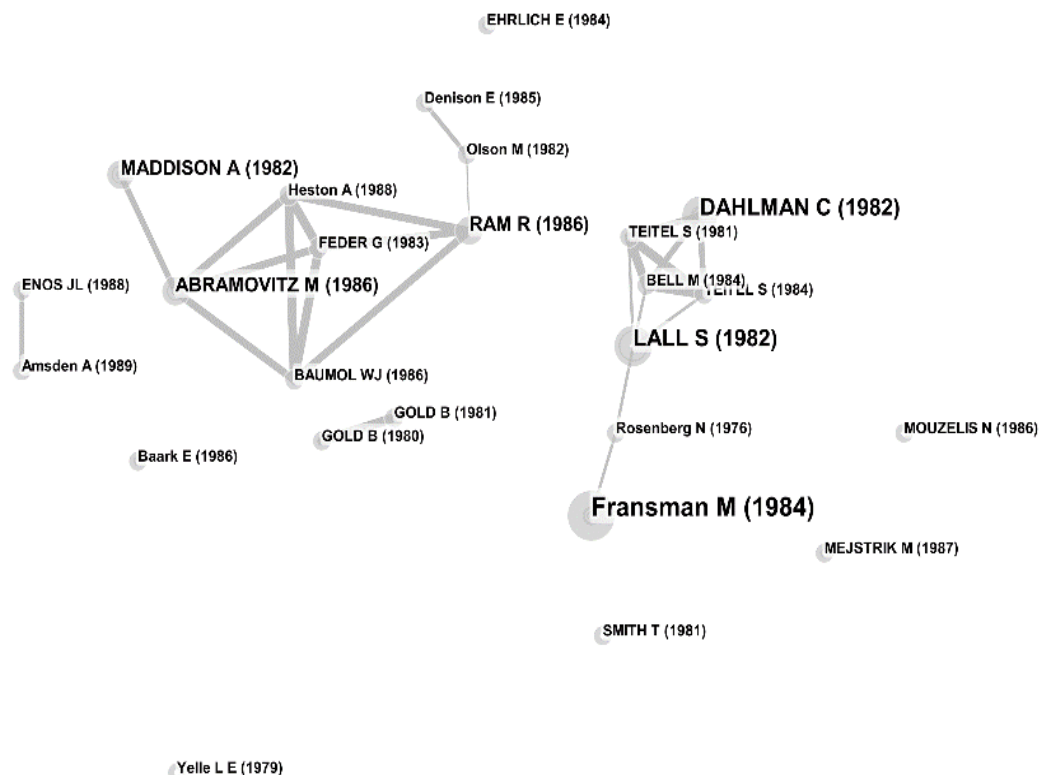 EHRLICH E (1984)
Denison E (1985)
Olson M (1982)
MADDISON A (1982)
Heston A (1988)
DAHLMAN C (1982)
RAM R (1986)
TEITEL S (1981)
FEDER G (1983)
BELL M (1984)
TEITEL S (1984)
ENOS JL (1988)
ABRAMOVITZ M (1986)
LALL S (1982)
Amsden A (1989)
BAUMOL WJ (1986)
GOLD B (1981)
GOLD B (1980)
Rosenberg N (1976)
MOUZELIS N (1986)
Baark E (1986)
Fransman M (1984)
MEJSTRIK M (1987)
SMITH T (1981)
Yelle L E (1979)